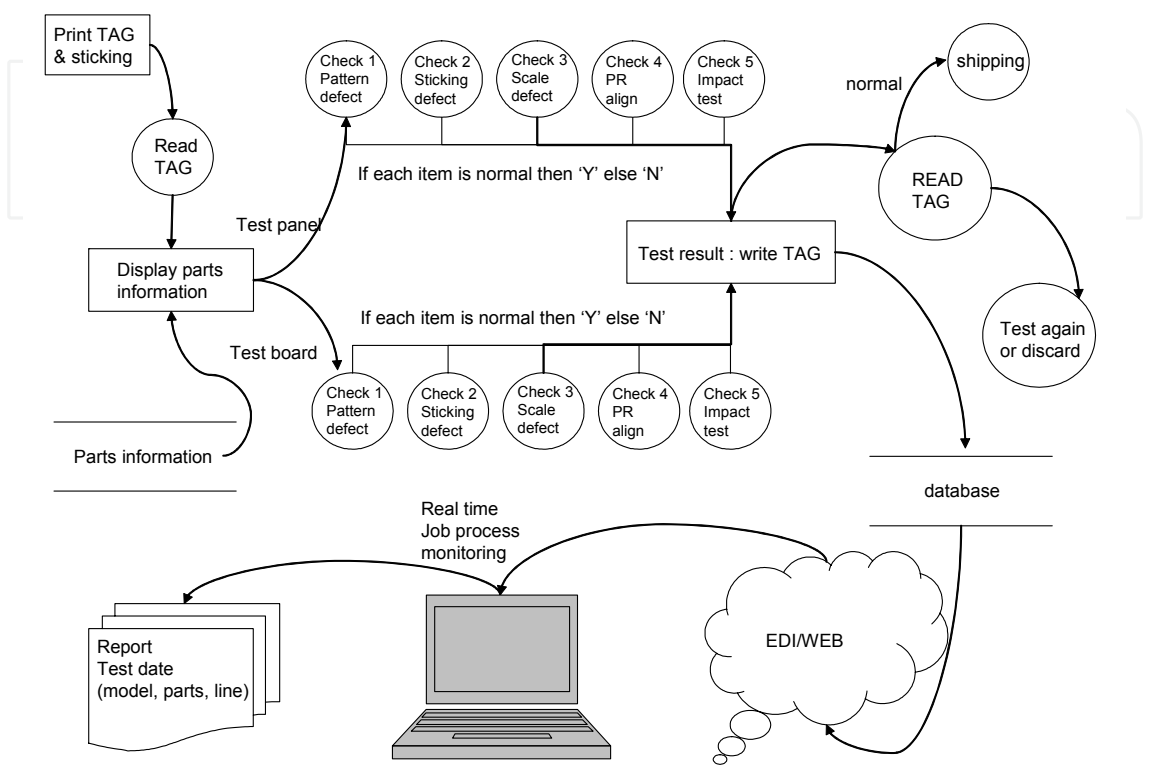 Print TAG
& sticking
Read
TAG
Display parts
information
Parts information
Test panel
Test board
Check 1
Pattern
defect
Check 2
Sticking
defect
Check 3
Scale
defect
Check 4
PR
align
Check 5
Impact
test
If each item is normal then ‘Y’ else ‘N’
If each item is normal then ‘Y’ else ‘N’
Check 1
Pattern
defect
Check 2
Sticking
defect
Check 3
Scale
defect
Check 4
PR
align
Check 5
Impact
test
Test result : write TAG
normal
shipping
READ
TAG
Test again
or discard
database
EDI/WEB
Real time
Job process
monitoring
Report
Test date
(model, parts, line)